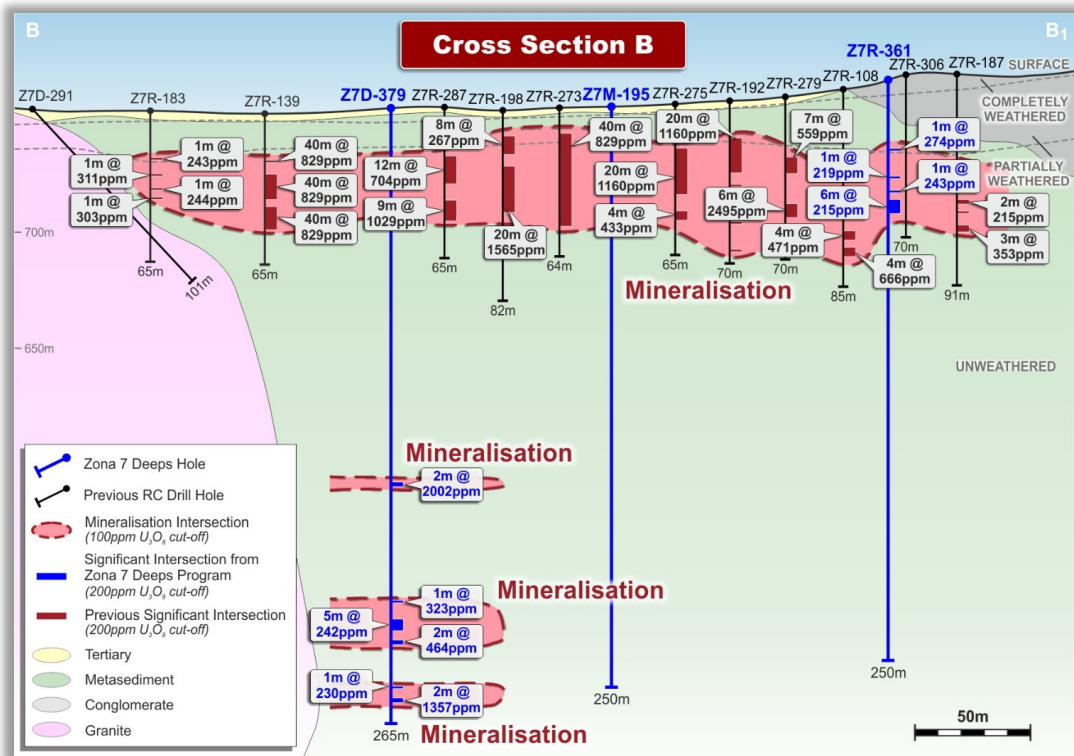 B
Cross Section B
B1
Z7D-291
Z7R-183
Z7R-139
Z7D-379
Z7R-287
Z7R-198
Z7R-273
Z7M-195
Z7R-275
Z7R-192
Z7R-279
Z7R-108
Z7R-361
Z7R-306
Z7R-187
SURFACE
COMPLETELY
WEATHERED
PARTIALLY
WEATHERED
UNWEATHERED
1m @
311ppm
1m @
303ppm
1m @
243ppm
1m @
244ppm
40m @
829ppm
40m @
829ppm
40m @
829ppm
12m @
704ppm
9m @
1029ppm
8m @
267ppm
20m @
1565ppm
40m @
829ppm
20m @
1160ppm
4m @
433ppm
20m @
1160ppm
6m @
2495ppm
7m @
559ppm
4m @
471ppm
4m @
666ppm
1m @
219ppm
6m @
215ppm
1m @
274ppm
1m @
243ppm
2m @
215ppm
3m @
353ppm
700m
650m
65m
101m
65m
65m
82m
64m
65m
70m
70m
85m
70m
91m
Mineralisation
Mineralisation
2m @
2002ppm
Mineralisation
1m @
323ppm
5m @
242ppm
2m @
464ppm
1m @
230ppm
2m @
1357ppm
Mineralisation
265m
250m
250m
50m
Zona 7 Deeps Hole
Previous RC Drill Hole
Mineralisation Intersection
(100ppm U3O8 cut-off)
Significant Intersection from
Zona 7 Deeps Program
(200ppm U3O8 cut-off)
Previous Significant Intersection
(200ppm U3O8 cut-off)
Tertiary
Metasediment
Conglomerate
Granite